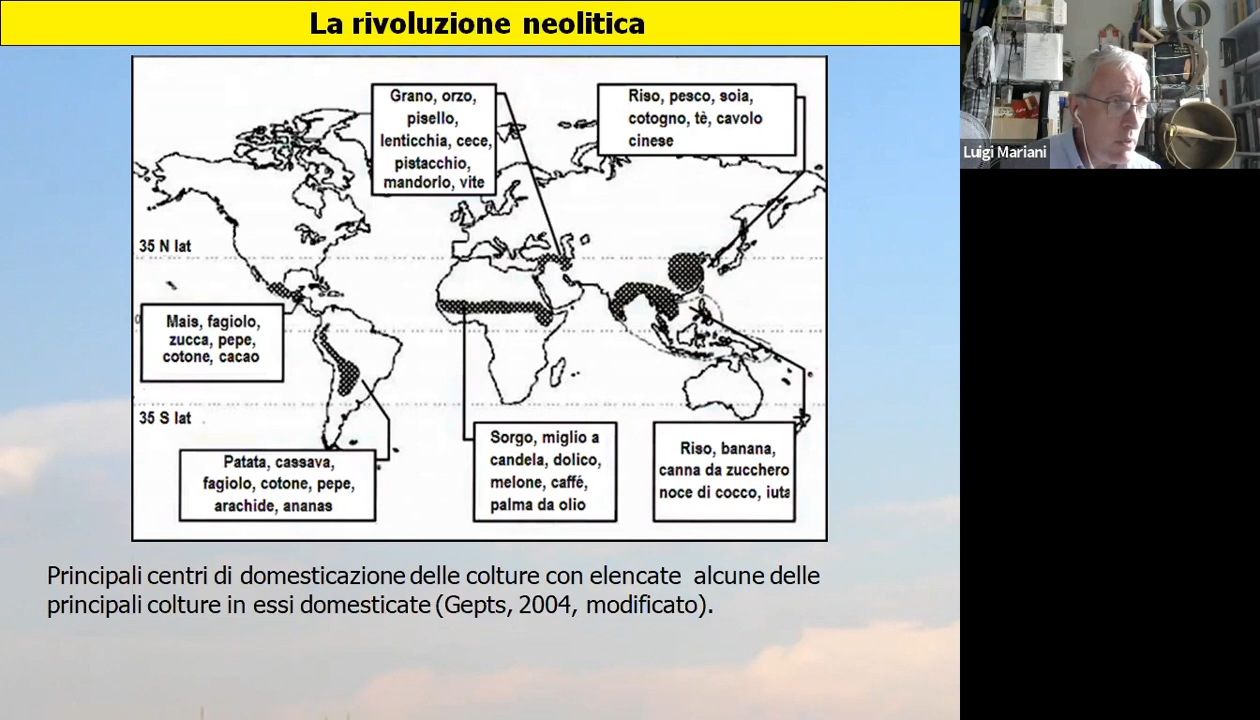 La rivoluzione neolitica
Grano, orzo,
pisello,
lenticchia, cece,
pistacchio,
mandorlo, vite
Riso, pesco, soia,
cotogno, tè, cavolo
cinese
Luigi Mariani
35 N lat
Mais, fagiolo,
zucca, pepe,
cotone, cacao
0
35 S lat
Patata, cassava,
fagiolo, cotone, pepe,
arachide, ananas
Sorgo, miglio a
candela, dolico,
melone, caffé,
palma da olio
Riso, banana,
canna da zucchero
noce di cocco, iuta
Principali centri di domesticazione delle colture con elencate alcune delle
principali colture in essi domesticate (Gepts, 2004, modificato).